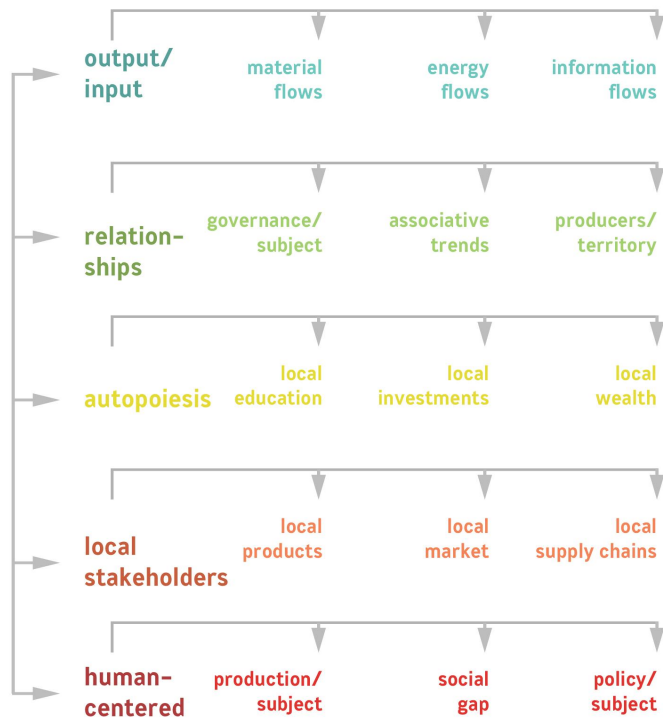 output/
input
material
flows
energy
flows
information
flows
relation-
ships
governance/
subject
associative
trends
producers/
territory
autopoiesis
local
education
local
investments
local
wealth
local
stakeholders
local
products
local
market
local
supply chains
human-
centered
production/
subject
social
gap
policy/
subject